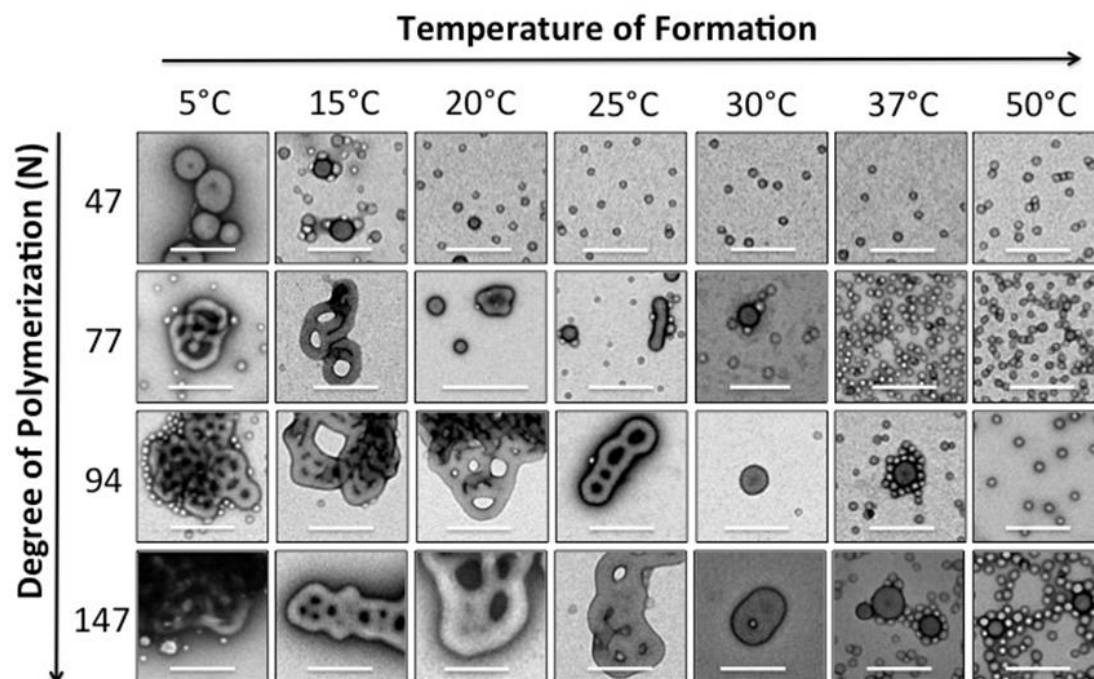 Temperature of Formation
5°C 15°C 20°C 25°C 30°C 37°C 50°C
Degree of Polymerization (N)
47
77
94
147